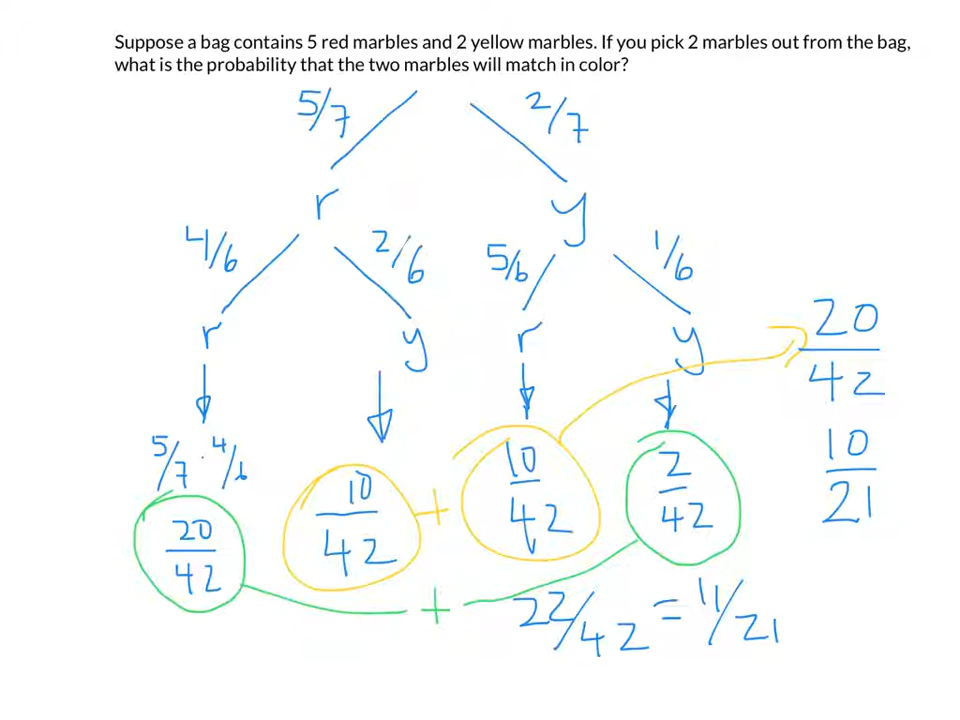 Suppose a bag contains 5 red marbles and 2 yellow marbles. If you pick 2 marbles out from the bag,
what is the probability that the two marbles will match in color?
5/7 2/7
r y
4/6 2/6 5/6 1/6
r y r y
5/7 · 4/6
20/42 10/42 + 10/42 2/42
20/42
10/21
+
22/42 = 11/21